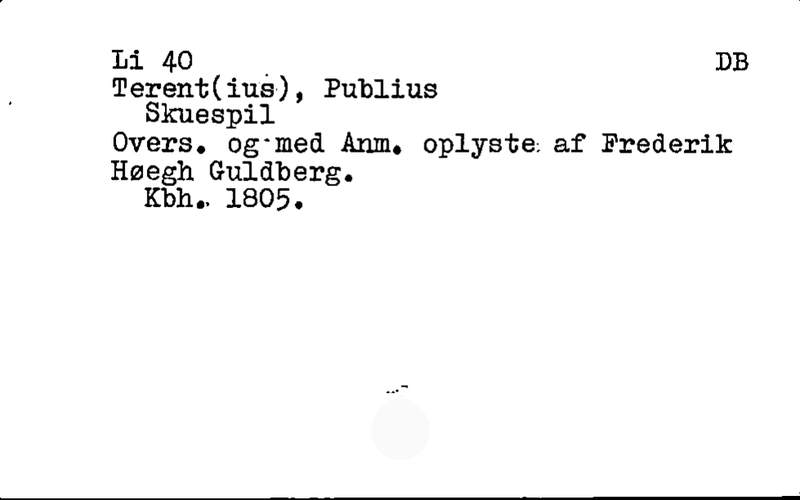 Li 40 DB
Terent(ius), Publius
Skuespil
Overs. og med Anm. oplyste af Frederik
Høegh Guldberg.
Kbh. 1805.